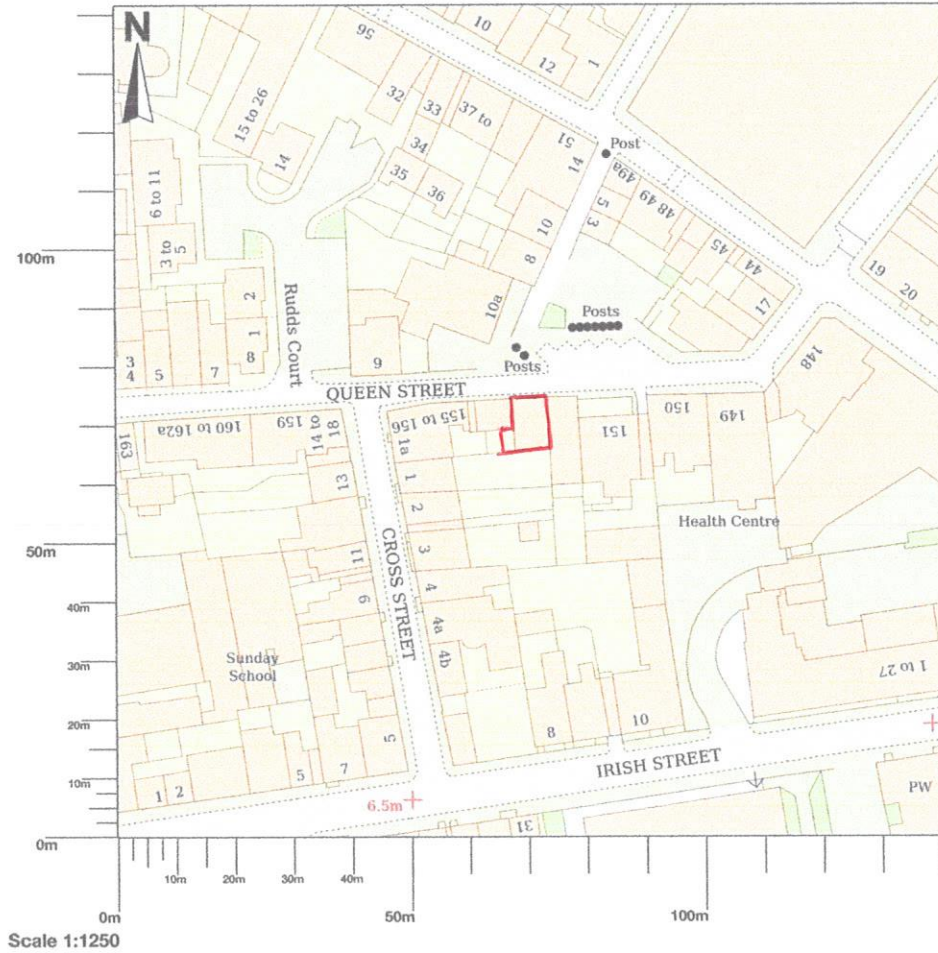 N
56
10
12
1
15 to 26
32
33
37 to
51
Post
14
34
14
49a
35
36
5
3
48 49
6 to 11
3 to
5
10
45
44
8
19
20
100m
2
Rudds Court
10a
17
Posts
1
8
9
Posts
148
3
4
5
7
QUEEN STREET
163
160 to 162a
159
14 to
18
155 to
156
151
150
149
1a
13
1
2
Health Centre
50m
11
CROSS STREET
3
9
4
40m
4a
4b
Sunday
School
30m
1 to 27
20m
5
8
10
IRISH STREET
10m
1
2
5
7
6.5m
PW
31
0m
10m
20m
30m
40m
0m
50m
100m
Scale 1:1250